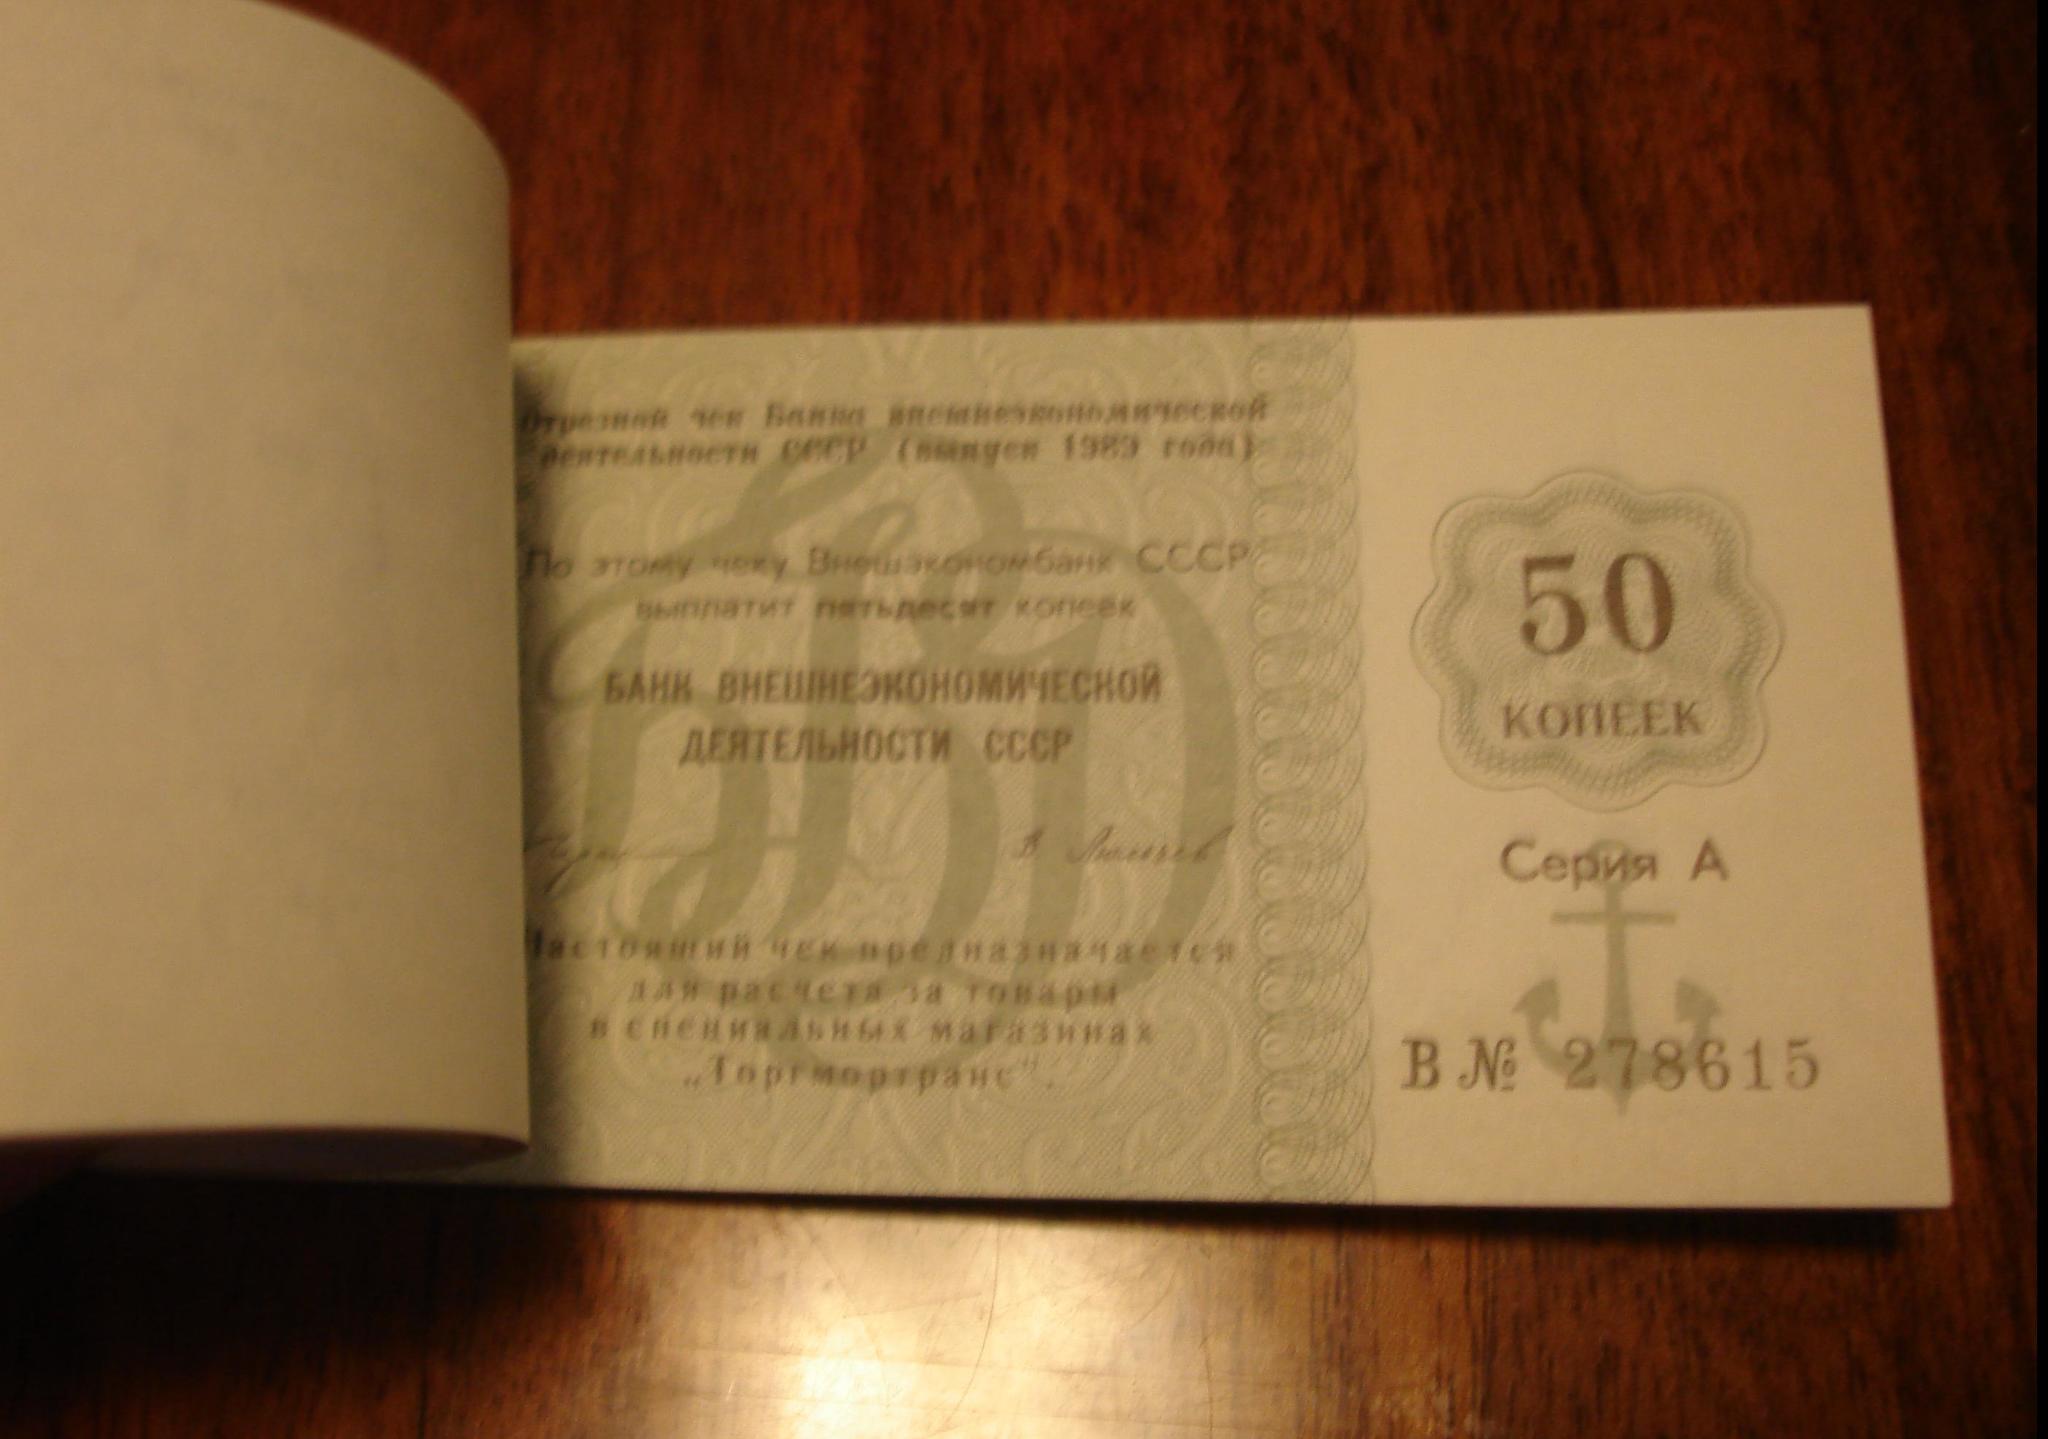 Отрезной чек Банка внешнеэкономической
деятельности СССР (выпуск 1989 года)
По этому чеку Внешэкономбанк СССР
выплатит пятьдесят копеек
БАНК ВНЕШНЕЭКОНОМИЧЕСКОЙ
ДЕЯТЕЛЬНОСТИ СССР
Настоящий чек предназначается
для расчета за товары
в специальных магазинах
„Торгмортранс“.
50
КОПЕЕК
Серия А
В № 278615